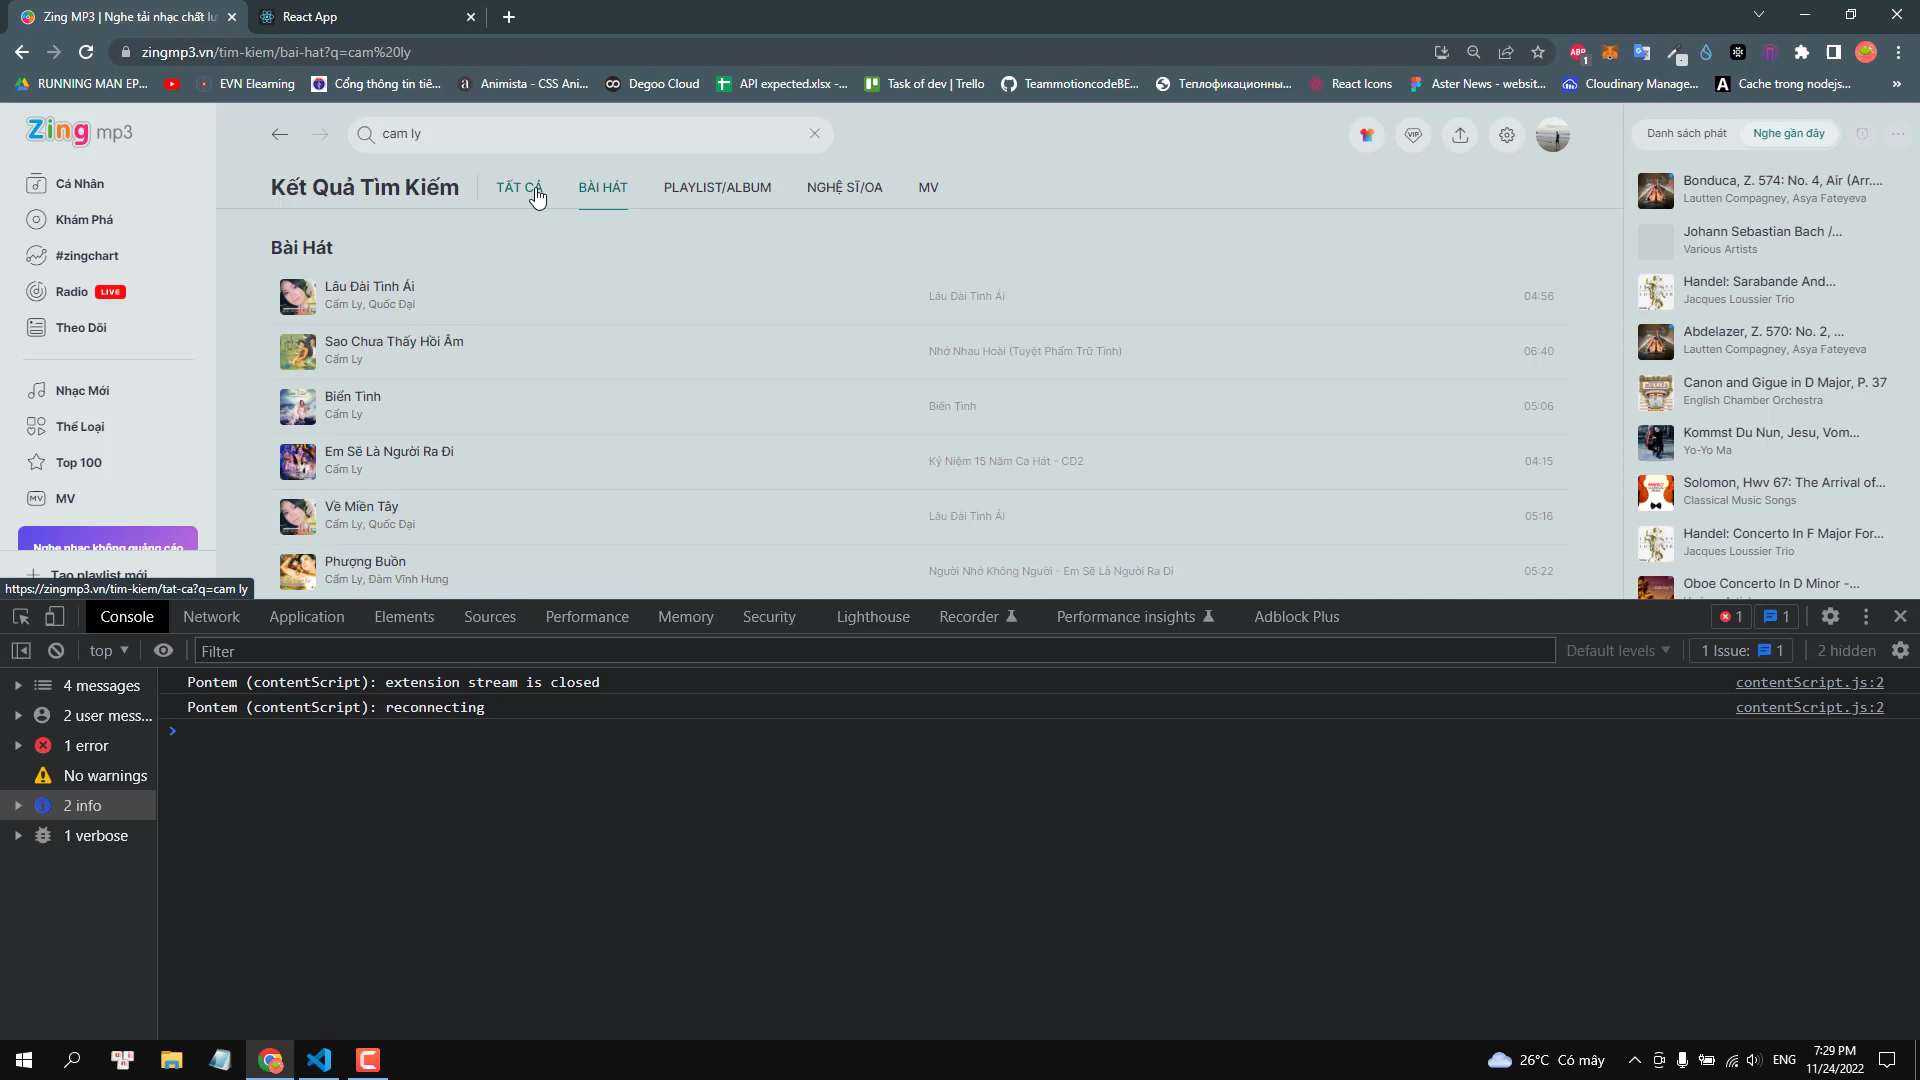 Zing MP3 | Nghe tải nhạc chất lư
React App
zingmp3.vn/tim-kiem/bai-hat?q=cam%20ly
RUNNING MAN EP...
EVN Elearning
Cổng thông tin tiê...
Animista - CSS Ani...
Degoo Cloud
API expected.xlsx -...
Task of dev | Trello
TeammotioncodeBE...
Теплофикационны...
React Icons
Aster News - websit...
Cloudinary Manage...
Cache trong nodejs...
»
Zing mp3
cam ly
Danh sách phát
Nghe gần đây
Kết Quả Tìm Kiếm
TẤT CẢ
BÀI HÁT
PLAYLIST/ALBUM
NGHỆ SĨ/OA
MV
Cá Nhân
Khám Phá
#zingchart
Radio LIVE
Theo Dõi
Nhạc Mới
Thể Loại
Top 100
MV
Nghe nhạc không quảng cáo
Tạo playlist mới
https://zingmp3.vn/tim-kiem/tat-ca?q=cam ly
Bài Hát
Lâu Đài Tình Ái
Cẩm Ly, Quốc Đại
Lâu Đài Tình Ái
04:56
Sao Chưa Thấy Hồi Âm
Cẩm Ly
Nhớ Nhau Hoài (Tuyệt Phẩm Trữ Tình)
06:40
Biển Tình
Cẩm Ly
Biển Tình
05:06
Em Sẽ Là Người Ra Đi
Cẩm Ly
Kỷ Niệm 15 Năm Ca Hát - CD2
04:15
Về Miền Tây
Cẩm Ly, Quốc Đại
Lâu Đài Tình Ái
05:16
Phượng Buồn
Cẩm Ly, Đàm Vĩnh Hưng
Người Nhớ Không Người - Em Sẽ Là Người Ra Đi
05:22
Bonduca, Z. 574: No. 4, Air (Arr....
Lautten Compagney, Asya Fateyeva
Johann Sebastian Bach /...
Various Artists
Handel: Sarabande And...
Jacques Loussier Trio
Abdelazer, Z. 570: No. 2, ...
Lautten Compagney, Asya Fateyeva
Canon and Gigue in D Major, P. 37
English Chamber Orchestra
Kommst Du Nun, Jesu, Vom...
Yo-Yo Ma
Solomon, Hwv 67: The Arrival of...
Classical Music Songs
Handel: Concerto In F Major For...
Jacques Loussier Trio
Oboe Concerto In D Minor -...
Console
Network
Application
Elements
Sources
Performance
Memory
Security
Lighthouse
Recorder
Performance insights
Adblock Plus
1
1
top
Filter
Default levels
1 Issue: 1
2 hidden
4 messages
2 user mess...
1 error
No warnings
2 info
1 verbose
Pontem (contentScript): extension stream is closed
contentScript.js:2
Pontem (contentScript): reconnecting
contentScript.js:2
26°C Có mây
ENG
7:29 PM
11/24/2022